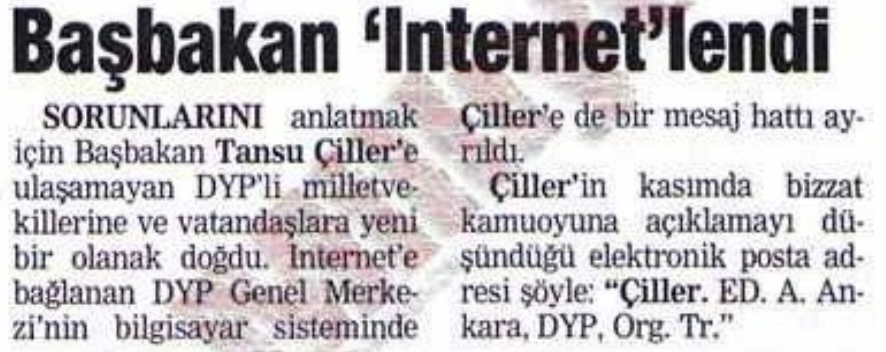 Başbakan ‘Internet’lendi
SORUNLARINI anlatmak
için Başbakan Tansu Çiller’e
ulaşamayan DYP’li milletve-
killerine ve vatandaşlara yeni
bir olanak doğdu. Internet’e
bağlanan DYP Genel Merke-
zi’nin bilgisayar sisteminde
Çiller’e de bir mesaj hattı ay-
rıldı.
Çiller’in kasımda bizzat
kamuoyuna açıklamayı dü-
şündüğü elektronik posta ad-
resi şöyle: “Çiller. ED. A. An-
kara, DYP, Org. Tr.”